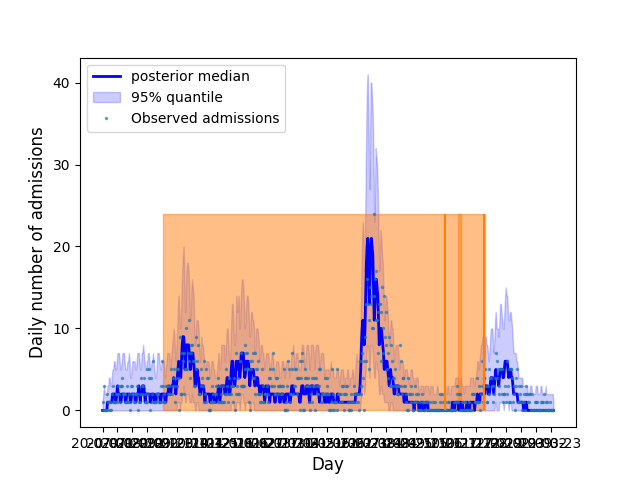 posterior median
95% quantile
Observed admissions
Daily number of admissions
40
30
20
10
0
Day